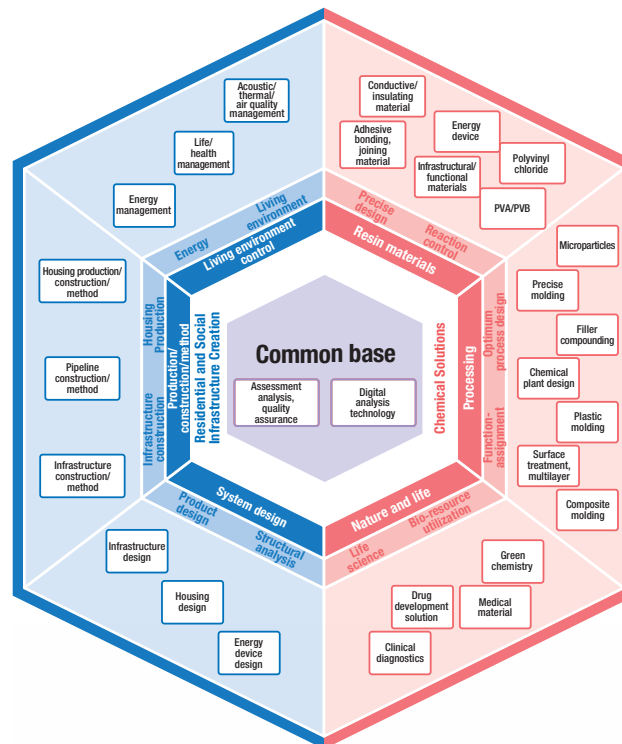 Acoustic/
thermal/
air quality
management
Life/
health
management
Energy
management
Energy
Living
environment
Living environment
control
Conductive/
insulating
material
Adhesive
bonding,
joining
material
Energy
device
Infrastructural/
functional
materials
Polyvinyl
chloride
PVA/PVB
Precise
design
Reaction
control
Resin materials
Housing production/
construction/
method
Pipeline
construction/
method
Infrastructure
construction/
method
Housing
Production
Infrastructure
construction
Production/
construction/method
Residential and Social
Infrastructure Creation
Common base
Assessment
analysis,
quality
assurance
Digital
analysis
technology
Chemical Solutions
Processing
Optimum
process design
Function-
assignment
Microparticles
Precise
molding
Filler
compounding
Chemical
plant design
Plastic
molding
Surface
treatment,
multilayer
Composite
molding
System design
Product
design
Structural
analysis
Infrastructure
design
Housing
design
Energy
device
design
Nature and life
Life
science
Bio-resource
utilization
Green
chemistry
Drug
development
solution
Medical
material
Clinical
diagnostics